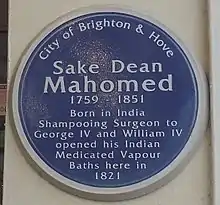 City of Brighton & Hove
Sake Dean
Mahomed
1759 - 1851
Born in India
Shampooing Surgeon to
George IV and William IV
opened his Indian
Medicated Vapour
Baths here in
1821